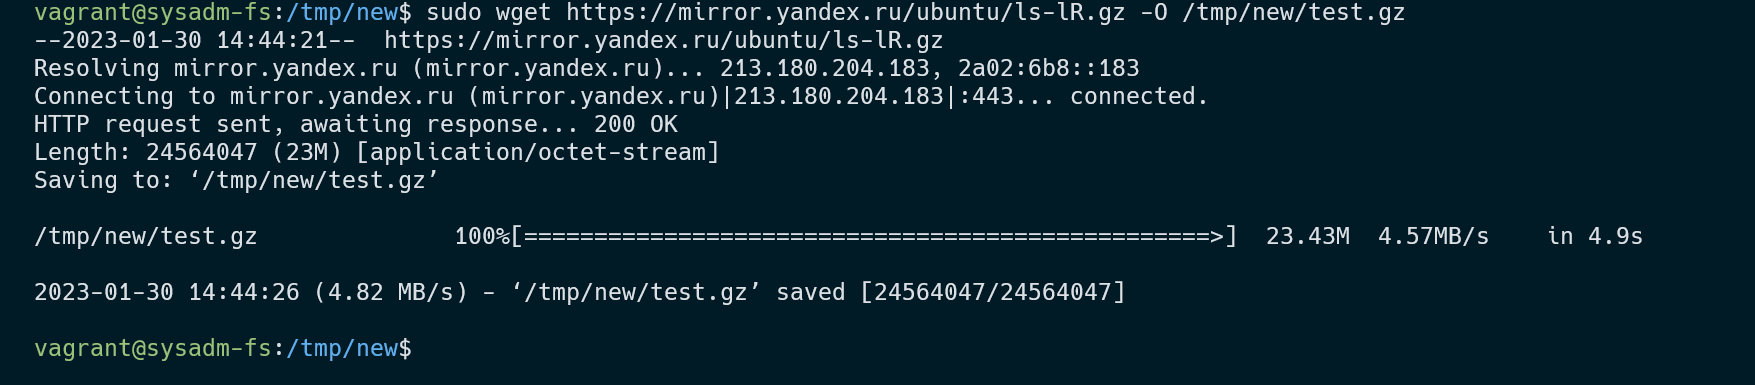 vagrant@sysadm-fs:/tmp/new$ sudo wget https://mirror.yandex.ru/ubuntu/ls-lR.gz -O /tmp/new/test.gz
--2023-01-30 14:44:21--  https://mirror.yandex.ru/ubuntu/ls-lR.gz
Resolving mirror.yandex.ru (mirror.yandex.ru)... 213.180.204.183, 2a02:6b8::183
Connecting to mirror.yandex.ru (mirror.yandex.ru)|213.180.204.183|:443... connected.
HTTP request sent, awaiting response... 200 OK
Length: 24564047 (23M) [application/octet-stream]
Saving to: ‘/tmp/new/test.gz’
/tmp/new/test.gz              100%[=================================================>]  23.43M  4.57MB/s    in 4.9s
2023-01-30 14:44:26 (4.82 MB/s) - ‘/tmp/new/test.gz’ saved [24564047/24564047]
vagrant@sysadm-fs:/tmp/new$